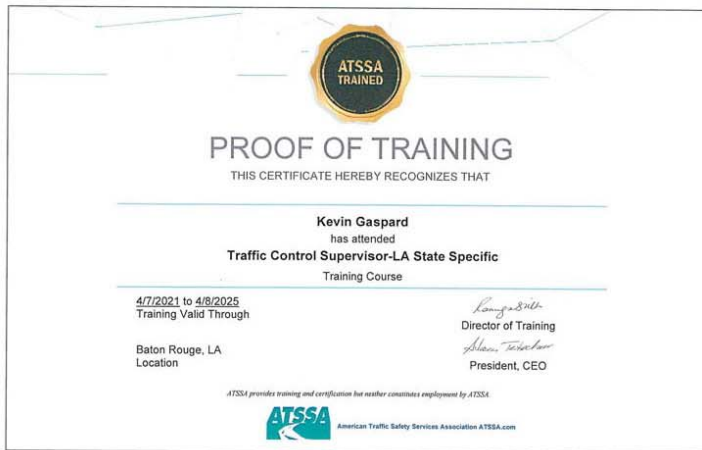 ATSSA
TRAINED
PROOF OF TRAINING
THIS CERTIFICATE HEREBY RECOGNIZES THAT
Kevin Gaspard
has attended
Traffic Control Supervisor-LA State Specific
Training Course
4/7/2021 to 4/8/2025
Training Valid Through
Director of Training
Baton Rouge, LA
Location
President, CEO
ATSSA provides training and certification but neither constitutes employment by ATSSA.
ATSSA
American Traffic Safety Services Association ATSSA.com